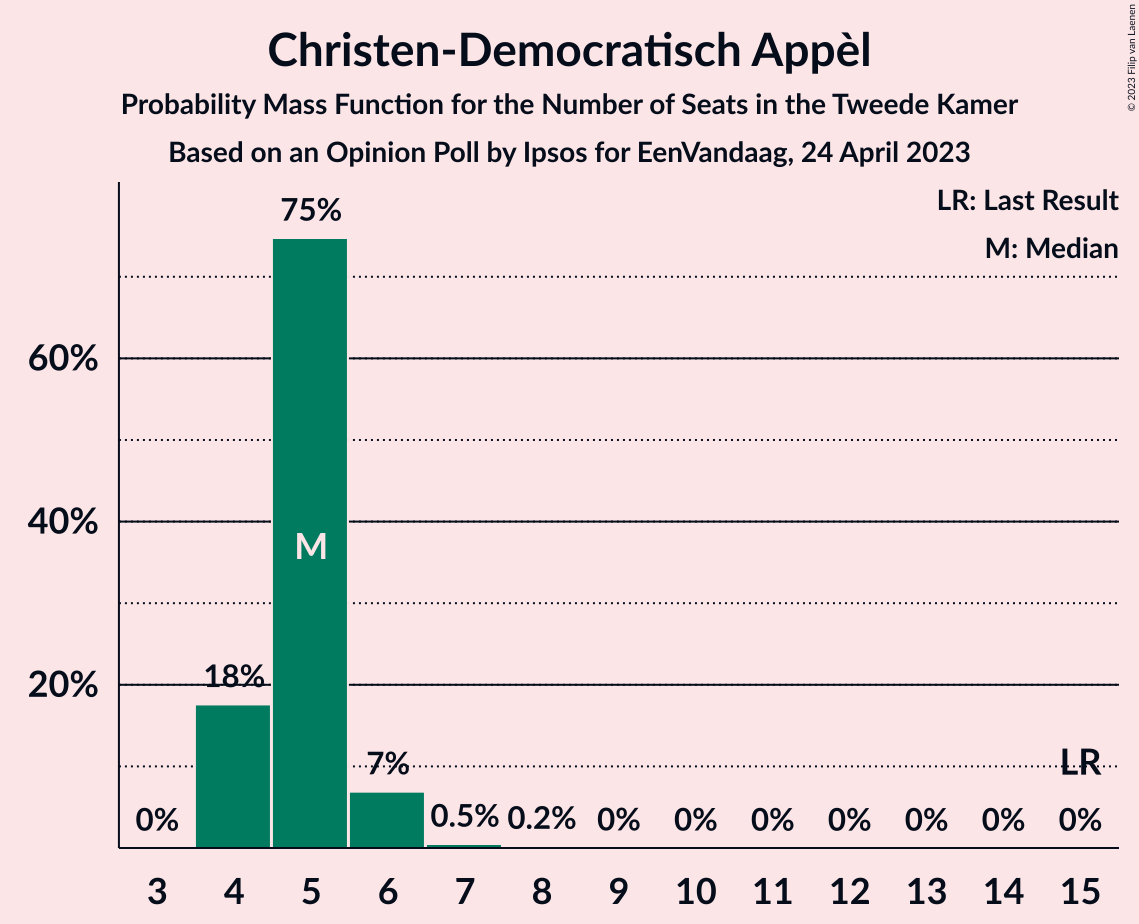 Christen-Democratisch Appèl
Probability Mass Function for the Number of Seats in the Tweede Kamer
Based on an Opinion Poll by Ipsos for EenVandaag, 24 April 2023
© 2023 Filip van Laenen
LR: Last Result
M: Median
75%
60%
40%
M
18%
20%
7%
LR
0% 0.5% 0.2% 0% 0% 0% 0% 0% 0% 0%
3 4 5 6 7 8 9 10 11 12 13 14 15